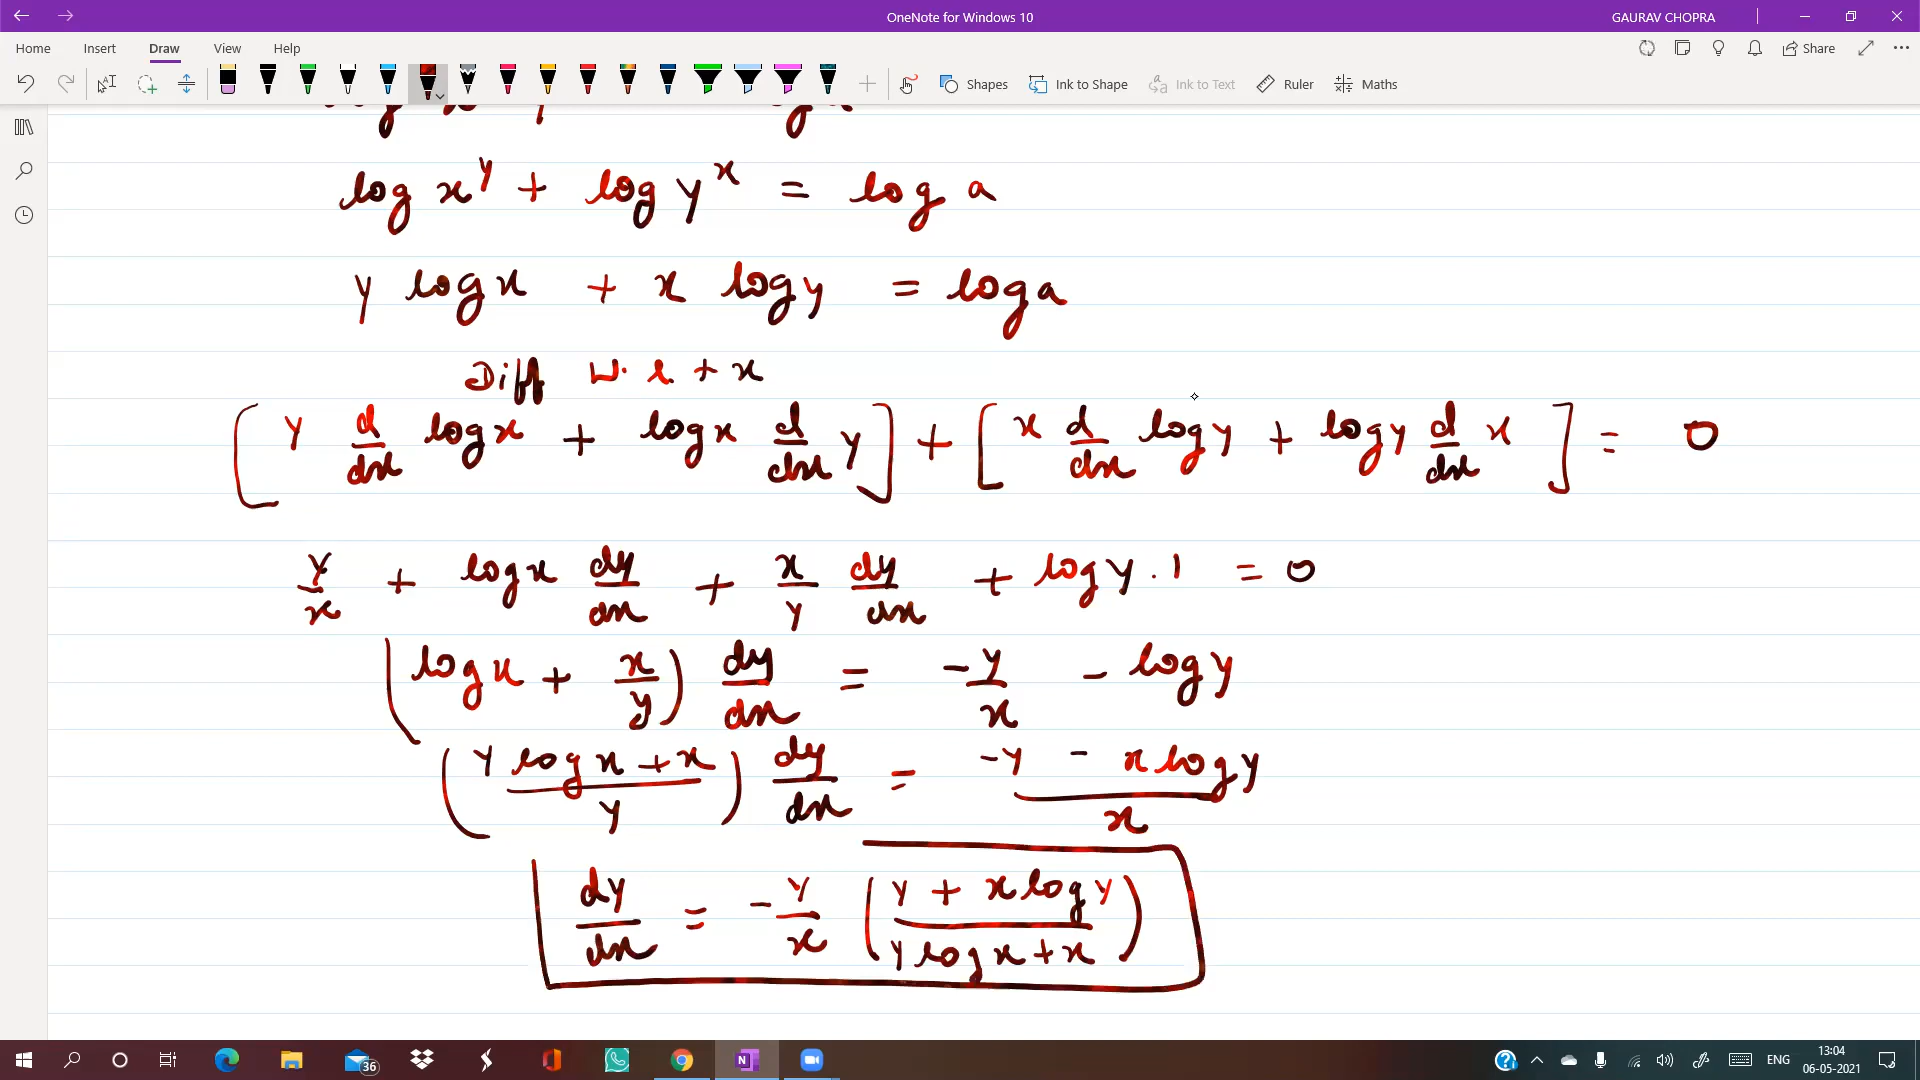 OneNote for Windows 10
GAURAV CHOPRA
Home Insert Draw View Help
Share
Shapes Ink to Shape Ink to Text Ruler Maths
log x^y + log y^x = log a
y log x + x log y = log a
Diff w.r.t x
[y d/dx log x + log x d/dx y] + [x d/dx log y + log y d/dx x] = 0
y/x + log x dy/dx + x/y dy/dx + log y . 1 = 0
(log x + x/y) dy/dx = -y/x - log y
(y log x + x / y) dy/dx = -y - x log y / x
dy/dx = -y/x (y + x log y / y log x + x)
36
N
ENG
13:04
06-05-2021